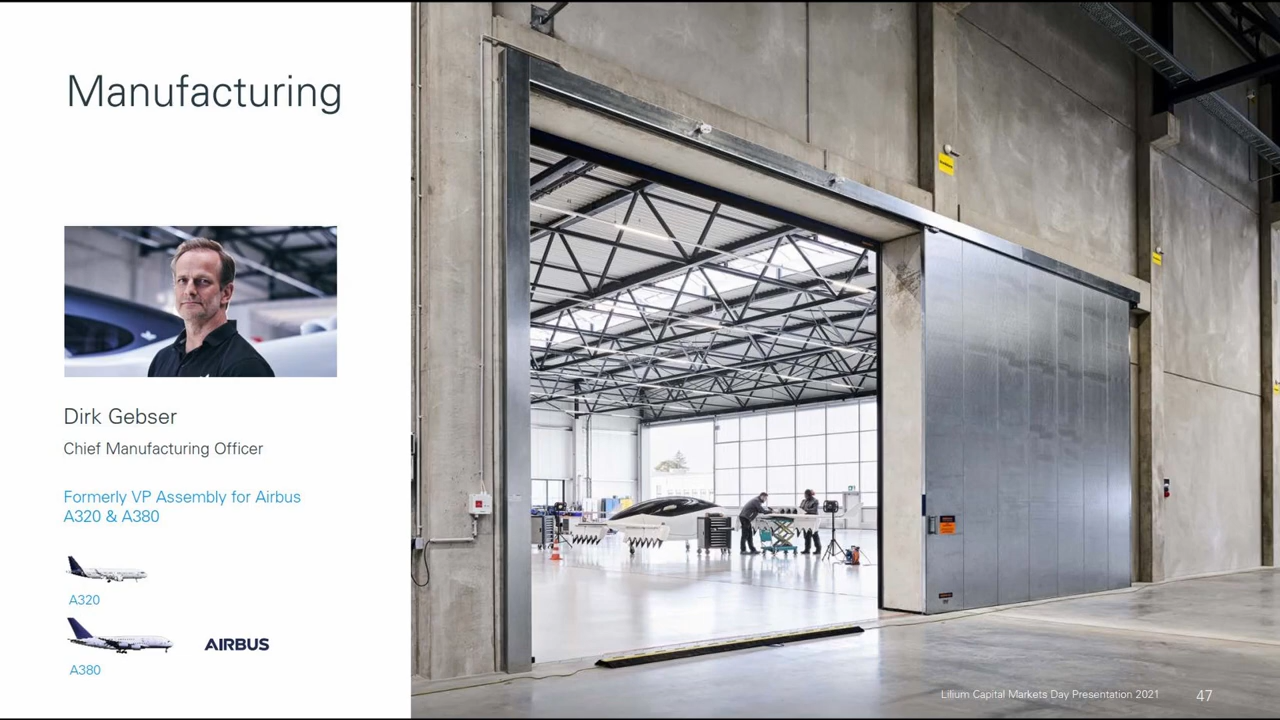 Manufacturing
Dirk Gebser
Chief Manufacturing Officer
Formerly VP Assembly for Airbus
A320 & A380
A320
AIRBUS
A380
Lilium Capital Markets Day Presentation 2021
47